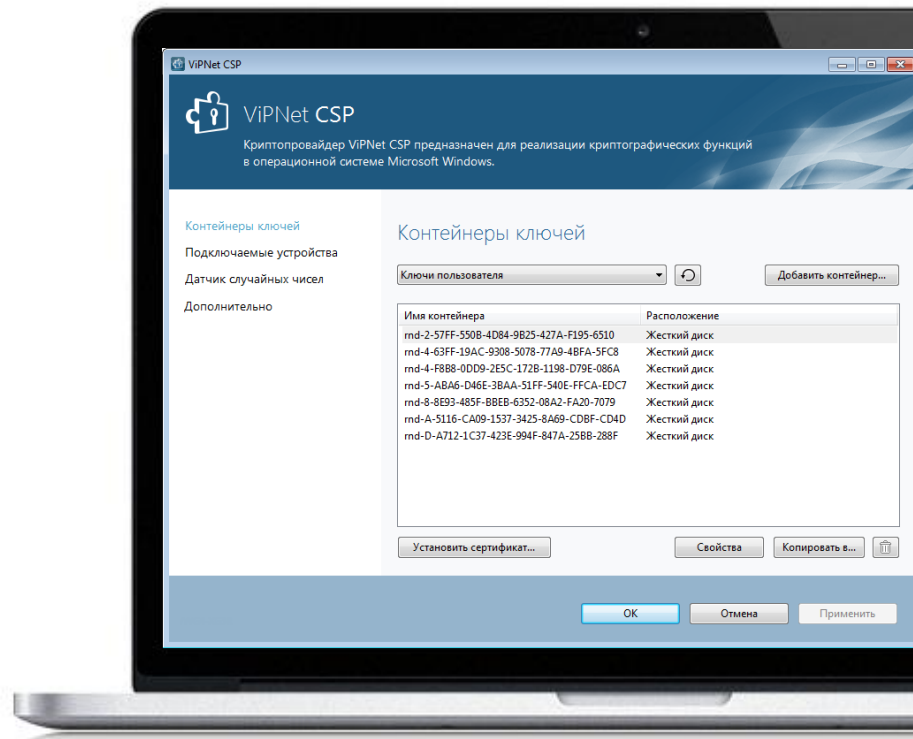 ViPNet CSP
ViPNet CSP
Криптопровайдер ViPNet CSP предназначен для реализации криптографических функций
в операционной системе Microsoft Windows.
Контейнеры ключей
Подключаемые устройства
Датчик случайных чисел
Дополнительно
Контейнеры ключей
Ключи пользователя
Добавить контейнер...
Имя контейнера Расположение
rnd-2-57FF-550B-4D84-9B25-427A-F195-6510 Жесткий диск
rnd-4-63FF-19AC-9308-5078-77A9-4BFA-5FC8 Жесткий диск
rnd-4-F8B8-0DD9-2E5C-172B-1198-D79E-086A Жесткий диск
rnd-5-ABA6-D46E-3BAA-51FF-540E-FFCA-EDC7 Жесткий диск
rnd-8-8E93-485F-BBEB-6352-08A2-FA20-7079 Жесткий диск
rnd-A-5116-CA09-1537-3425-8A69-CDBF-CD4D Жесткий диск
rnd-D-A712-1C37-423E-994F-847A-25BB-288F Жесткий диск
Установить сертификат...
Свойства
Копировать в...
OK
Отмена
Применить